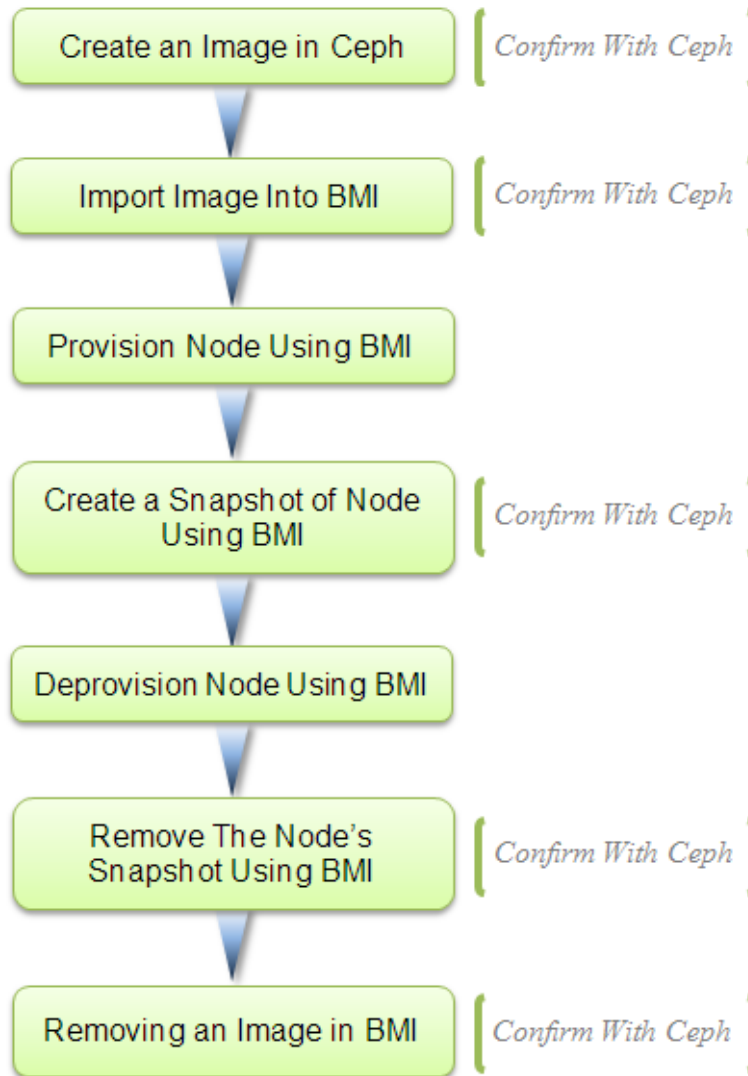 Create an Image in Ceph
Confirm With Ceph
Import Image Into BMI
Confirm With Ceph
Provision Node Using BMI
Create a Snapshot of Node
Using BMI
Confirm With Ceph
Deprovision Node Using BMI
Remove The Node's
Snapshot Using BMI
Confirm With Ceph
Removing an Image in BMI
Confirm With Ceph